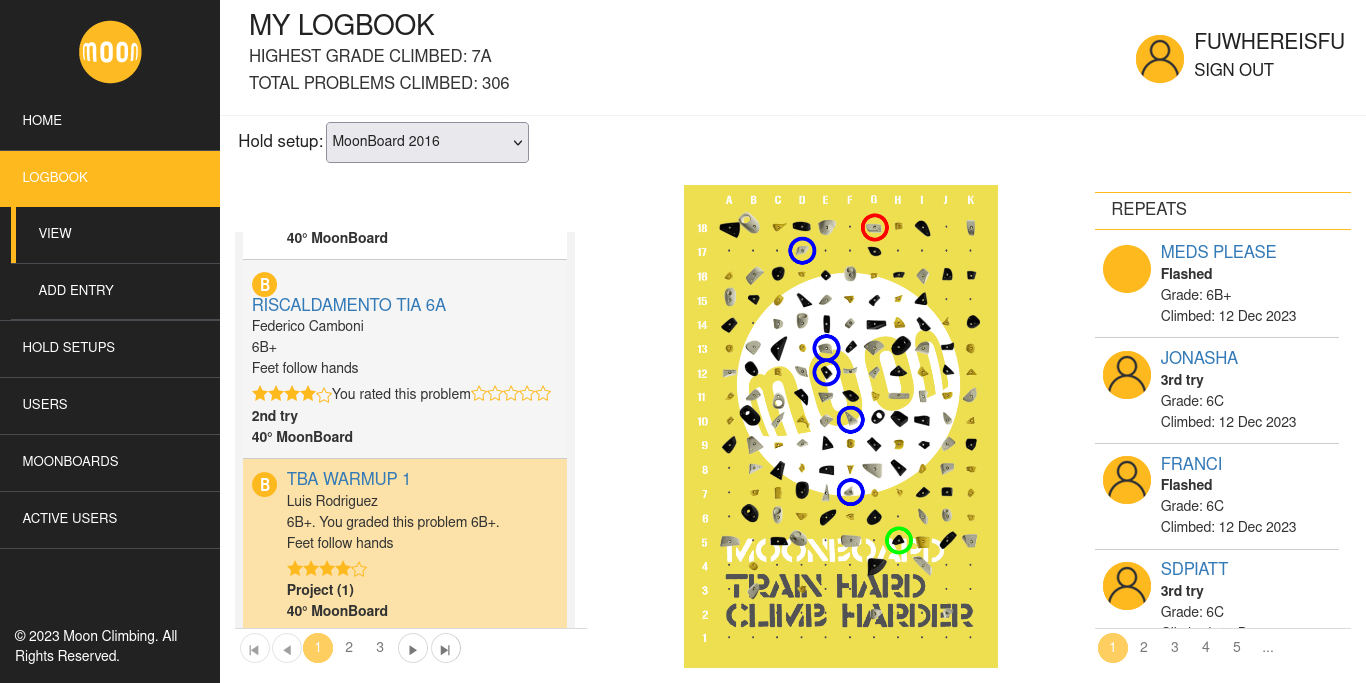 moon
HOME
LOGBOOK
VIEW
ADD ENTRY
HOLD SETUPS
USERS
MOONBOARDS
ACTIVE USERS
© 2023 Moon Climbing. All
Rights Reserved.
MY LOGBOOK
HIGHEST GRADE CLIMBED: 7A
TOTAL PROBLEMS CLIMBED: 306
FUWHEREISFU
SIGN OUT
Hold setup: MoonBoard 2016
40° MoonBoard
B
RISCALDAMENTO TIA 6A
Federico Camboni
6B+
Feet follow hands
You rated this problem
2nd try
40° MoonBoard
B
TBA WARMUP 1
Luis Rodriguez
6B+. You graded this problem 6B+.
Feet follow hands
Project (1)
40° MoonBoard
1 2 3
A B C D E F G H I J K
18
17
16
15
14
13
12
11
10
9
8
7
6
5
4
3
2
1
moon
MOONBOARD
TRAIN HARD
CLIMB HARDER
REPEATS
MEDS PLEASE
Flashed
Grade: 6B+
Climbed: 12 Dec 2023
JONASHA
3rd try
Grade: 6C
Climbed: 12 Dec 2023
FRANCI
Flashed
Grade: 6C
Climbed: 12 Dec 2023
SDPIATT
3rd try
Grade: 6C
1 2 3 4 5 ...